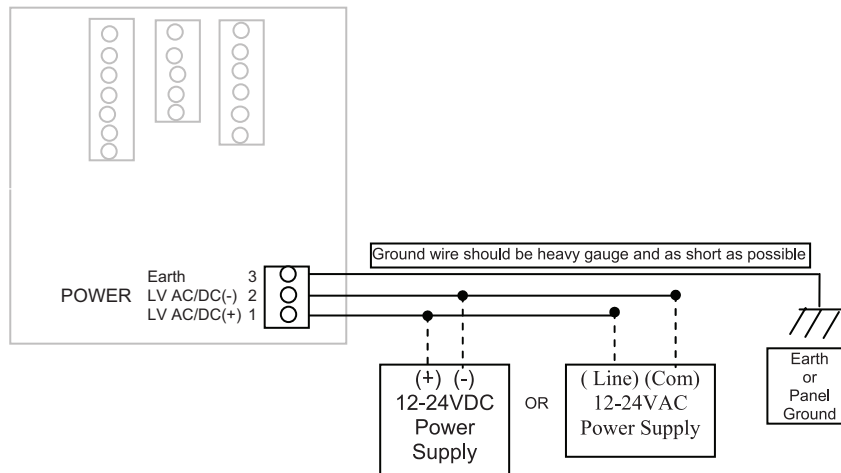 Ground wire should be heavy gauge and as short as possible
POWER
Earth 3
LV AC/DC(-) 2
LV AC/DC(+) 1
(+) (-)
12-24VDC
Power
Supply
OR
( Line) (Com)
12-24VAC
Power Supply
Earth
or
Panel
Ground